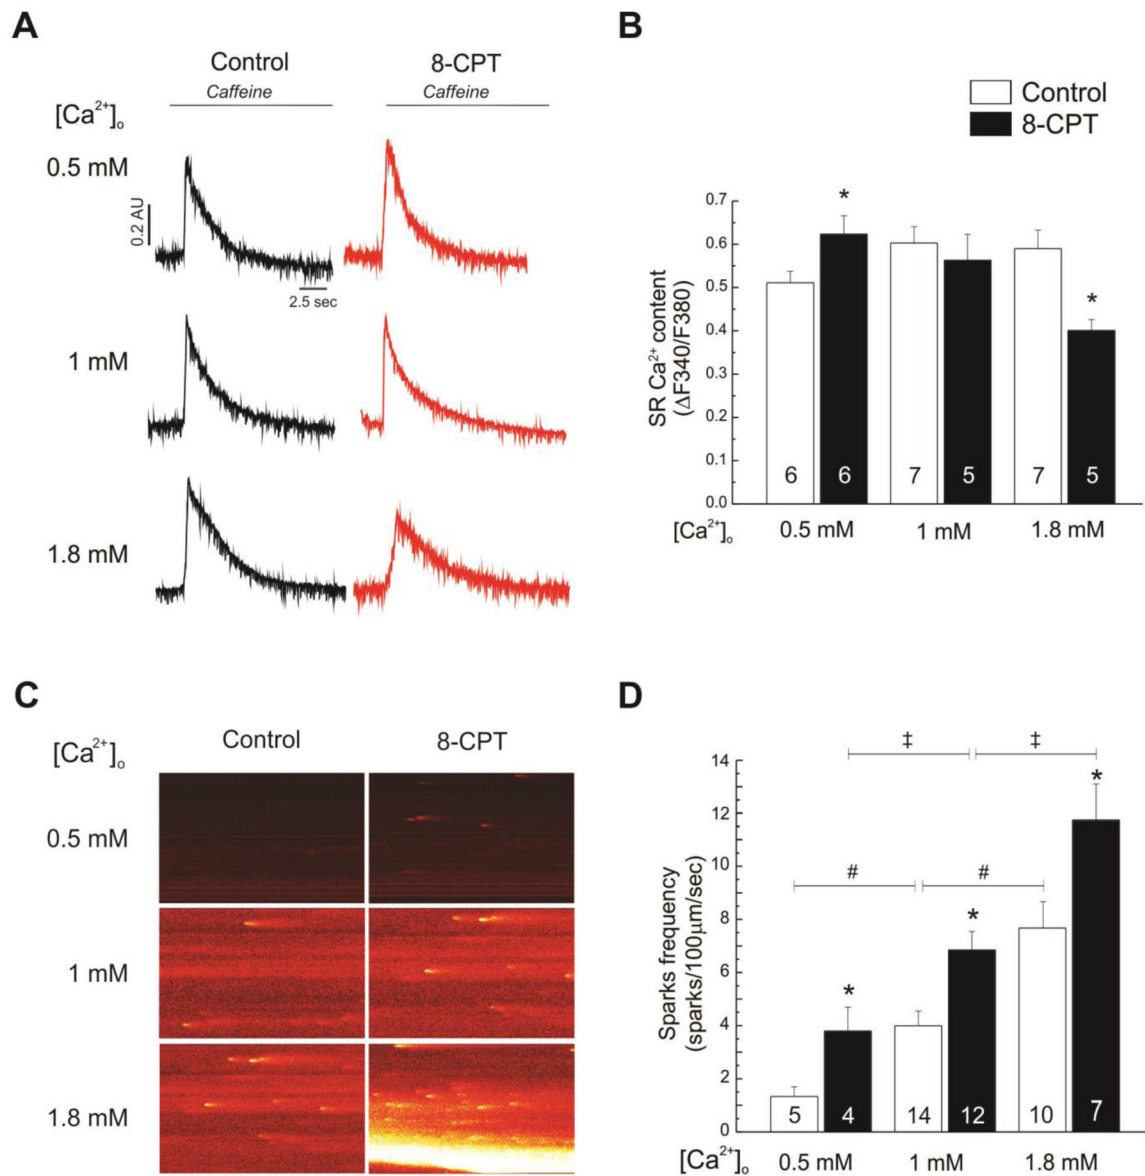 A
Control
8-CPT
Caffeine
Caffeine
[Ca²⁺]ₒ
0.5 mM
0.2 AU
2.5 sec
1 mM
1.8 mM
B
Control
8-CPT
SR Ca²⁺ content
(ΔF340/F380)
0.7
0.6
0.5
0.4
0.3
0.2
0.1
0.0
*
*
6
6
7
5
7
5
[Ca²⁺]ₒ
0.5 mM
1 mM
1.8 mM
C
[Ca²⁺]ₒ
Control
8-CPT
0.5 mM
1 mM
1.8 mM
D
Sparks frequency
(sparks/100µm/sec)
14
12
10
8
6
4
2
0
‡
‡
#
#
*
*
*
5
4
14
12
10
7
[Ca²⁺]ₒ
0.5 mM
1 mM
1.8 mM